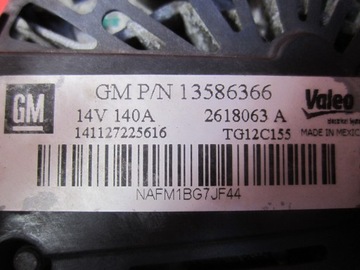 GM
GM P/N 13586366
Valeo
14V 140A
2618063 A
141127225616
TG12C155
MADE IN MEXICO
NAFM1BG7JF44